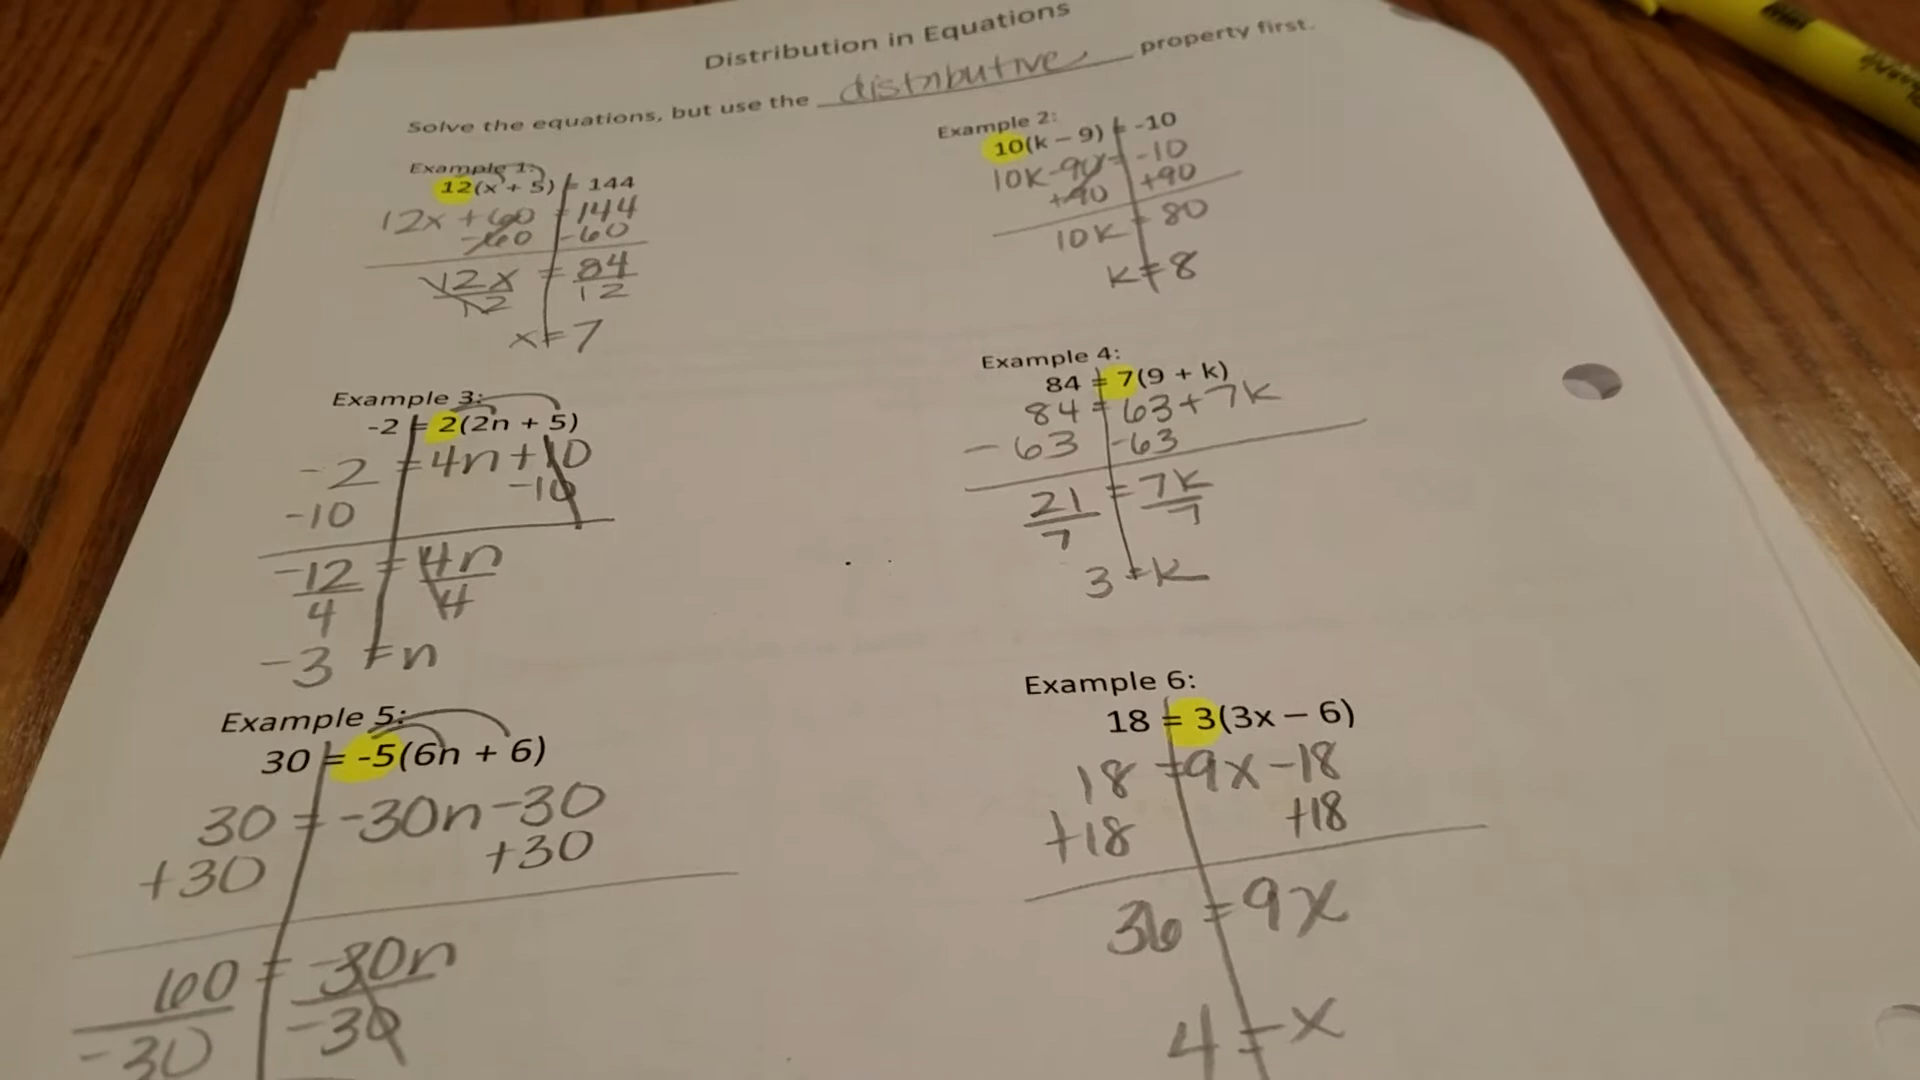 Distribution in Equations
Solve the equations, but use the distributive property first.
Example 1:
12(x + 5) = 144
12x + 60 = 144
-60 -60
12x = 84
12 12
x = 7
Example 2:
10(k – 9) = -10
10k - 90 = -10
+90 +90
10k = 80
k = 8
Example 3:
-2 = 2(2n + 5)
-2 = 4n + 10
-10 -10
-12 = 4n
4 4
-3 = n
Example 4:
84 = 7(9 + k)
84 = 63 + 7k
- 63 -63
21 = 7k
7 7
3 = k
Example 5:
30 = -5(6n + 6)
30 = -30n - 30
+30 +30
60 = -30n
-30 -30
Example 6:
18 = 3(3x – 6)
18 = 9x - 18
+18 +18
36 = 9x
4 = x